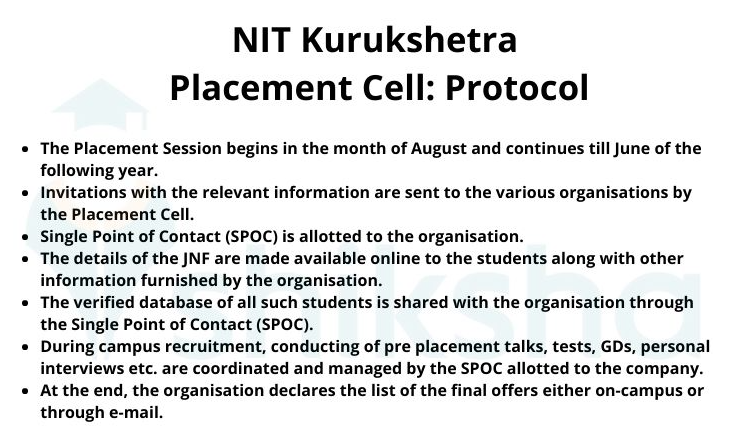 NIT Kurukshetra
Placement Cell: Protocol
• The Placement Session begins in the month of August and continues till June of the
following year.
• Invitations with the relevant information are sent to the various organisations by
the Placement Cell.
• Single Point of Contact (SPOC) is allotted to the organisation.
• The details of the JNF are made available online to the students along with other
information furnished by the organisation.
• The verified database of all such students is shared with the organisation through
the Single Point of Contact (SPOC).
• During campus recruitment, conducting of pre placement talks, tests, GDs, personal
interviews etc. are coordinated and managed by the SPOC allotted to the company.
• At the end, the organisation declares the list of the final offers either on-campus or
through e-mail.